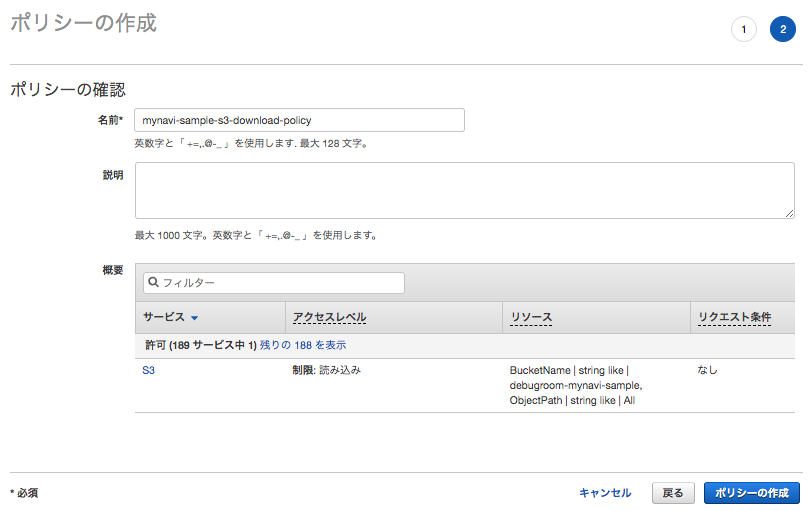 ポリシーの作成
1 2
ポリシーの確認
名前* mynavi-sample-s3-download-policy
英数字と「 +=,.@-_ 」を使用します. 最大 128 文字。
説明
最大 1000 文字。英数字と「 +=,.@-_ 」を使用します。
概要 フィルター
サービス アクセスレベル リソース リクエスト条件
許可 (189 サービス中 1) 残りの 188 を表示
S3 制限: 読み込み BucketName | string like | なし
debugroom-mynavi-sample,
ObjectPath | string like | All
* 必須 キャンセル 戻る ポリシーの作成